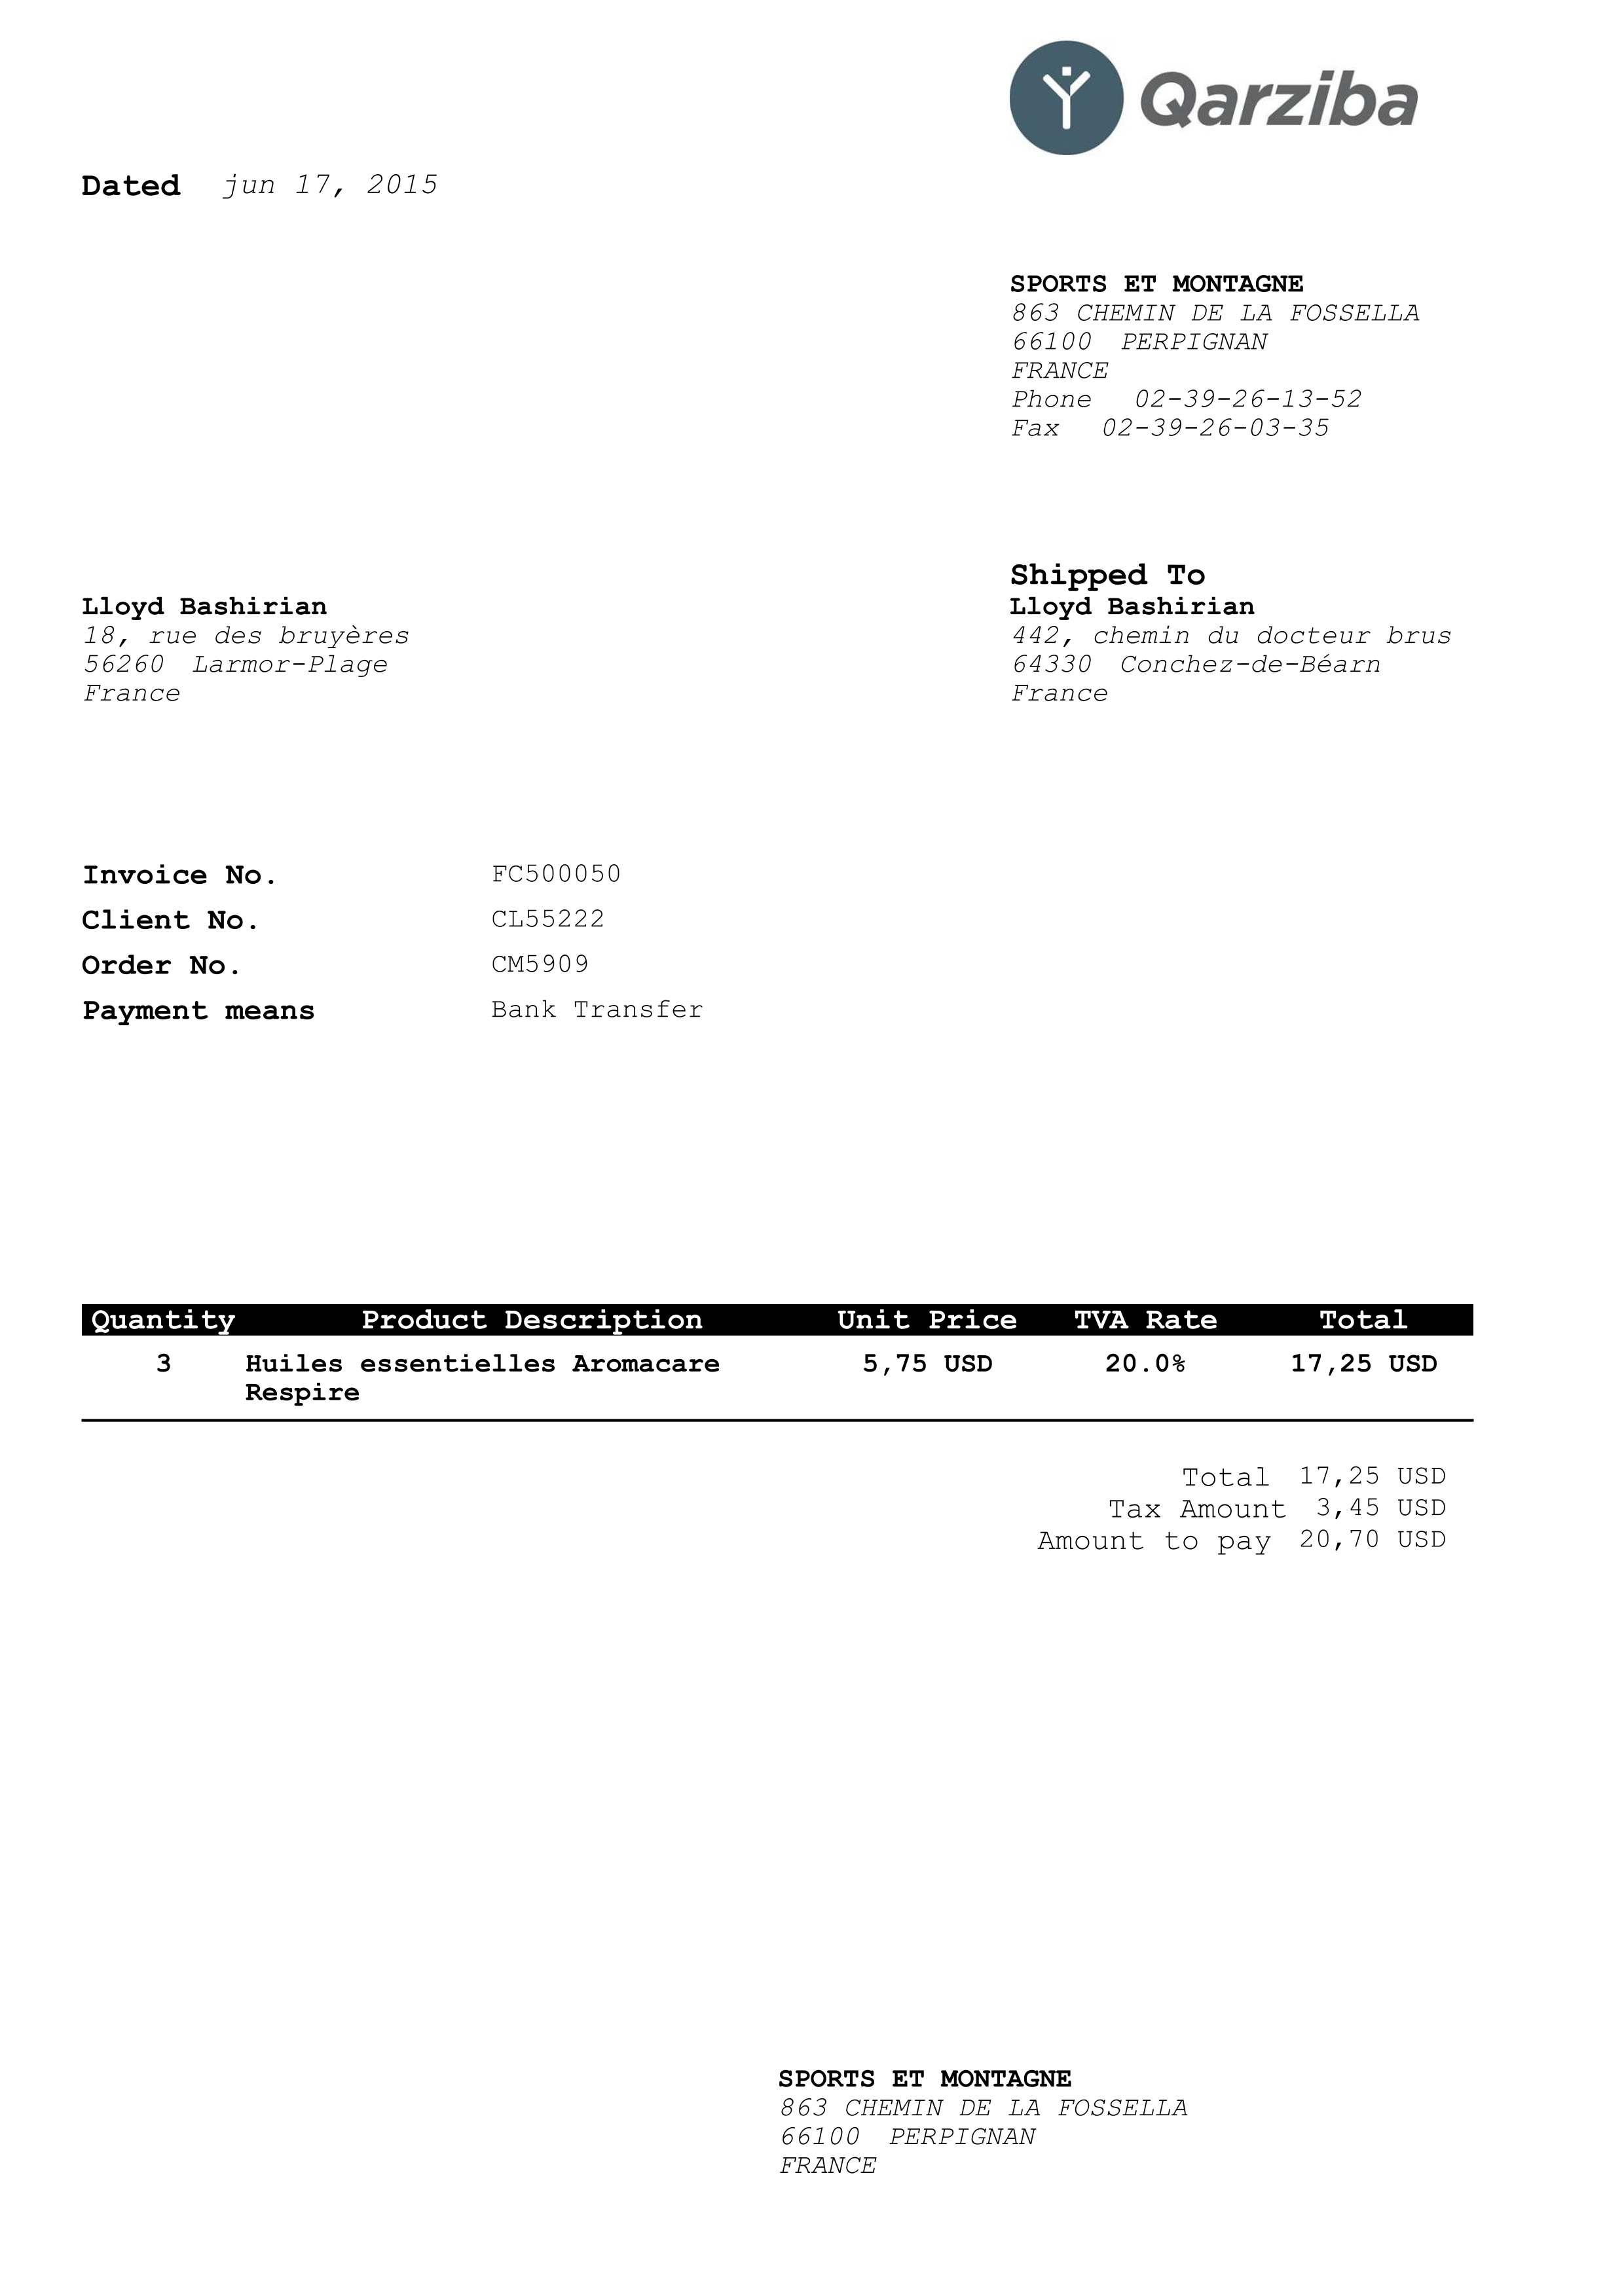 Qarziba
Dated jun 17, 2015
SPORTS ET MONTAGNE
863 CHEMIN DE LA FOSSELLA
66100 PERPIGNAN
FRANCE
Phone 02-39-26-13-52
Fax 02-39-26-03-35
Lloyd Bashirian
18, rue des bruyères
56260 Larmor-Plage
France
Shipped To
Lloyd Bashirian
442, chemin du docteur brus
64330 Conchez-de-Béarn
France
Invoice No. FC500050
Client No. CL55222
Order No. CM5909
Payment means Bank Transfer
Quantity Product Description Unit Price TVA Rate Total
3 Huiles essentielles Aromacare 5,75 USD 20.0% 17,25 USD
Respire
Total 17,25 USD
Tax Amount 3,45 USD
Amount to pay 20,70 USD
SPORTS ET MONTAGNE
863 CHEMIN DE LA FOSSELLA
66100 PERPIGNAN
FRANCE